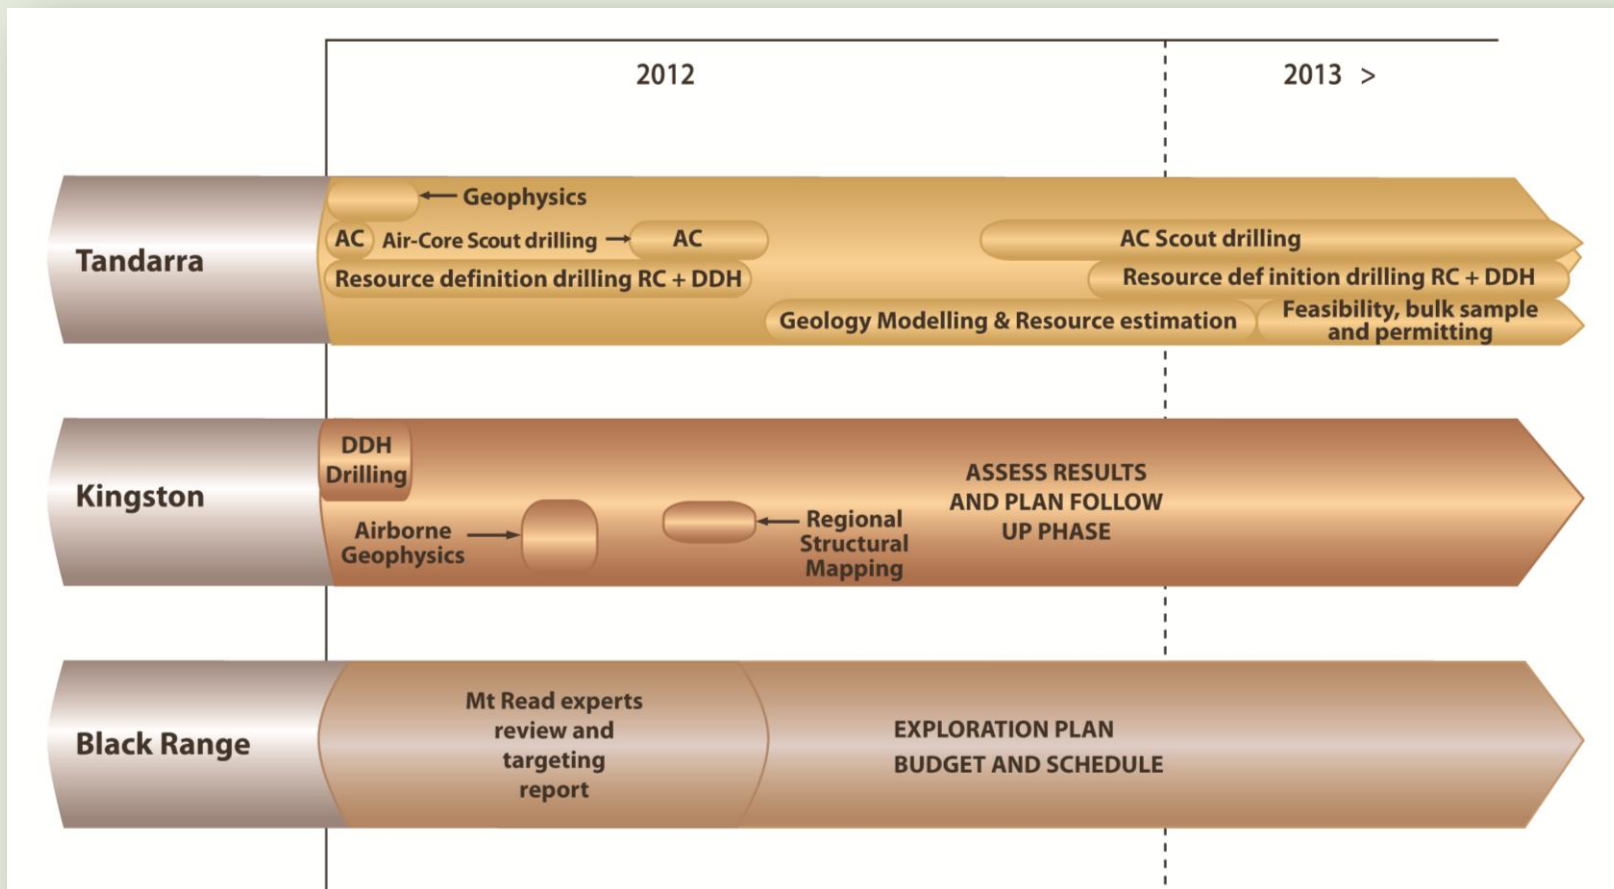 2012
2013 >
Tandarra
Geophysics
AC
Air-Core Scout drilling
AC
AC Scout drilling
Resource definition drilling RC + DDH
Resource def inition drilling RC + DDH
Geology Modelling & Resource estimation
Feasibility, bulk sample
and permitting
Kingston
DDH
Drilling
Airborne
Geophysics
Regional
Structural
Mapping
ASSESS RESULTS
AND PLAN FOLLOW
UP PHASE
Black Range
Mt Read experts
review and
targeting
report
EXPLORATION PLAN
BUDGET AND SCHEDULE